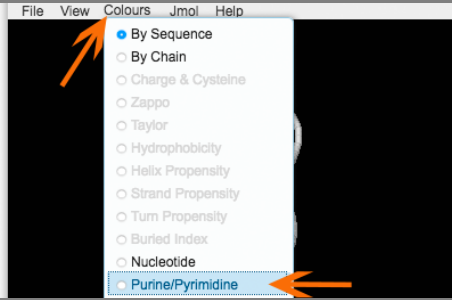 File View Colours Jmol Help
By Sequence
By Chain
Charge & Cysteine
Zappo
Taylor
Hydrophobicity
Helix Propensity
Strand Propensity
Turn Propensity
Buried Index
Nucleotide
Purine/Pyrimidine